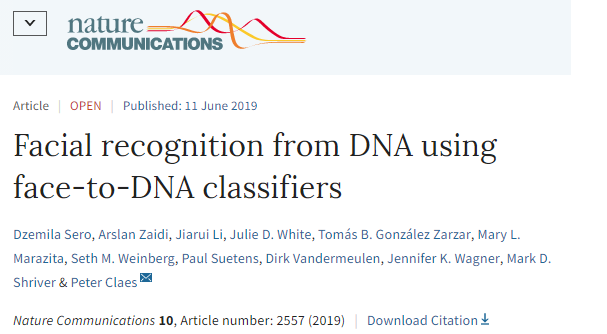 nature
COMMUNICATIONS
Article | OPEN | Published: 11 June 2019
Facial recognition from DNA using
face-to-DNA classifiers
Dzemila Sero, Arslan Zaidi, Jiarui Li, Julie D. White, Tomás B. González Zarzar, Mary L.
Marazita, Seth M. Weinberg, Paul Suetens, Dirk Vandermeulen, Jennifer K. Wagner, Mark D.
Shriver & Peter Claes
Nature Communications 10, Article number: 2557 (2019) | Download Citation